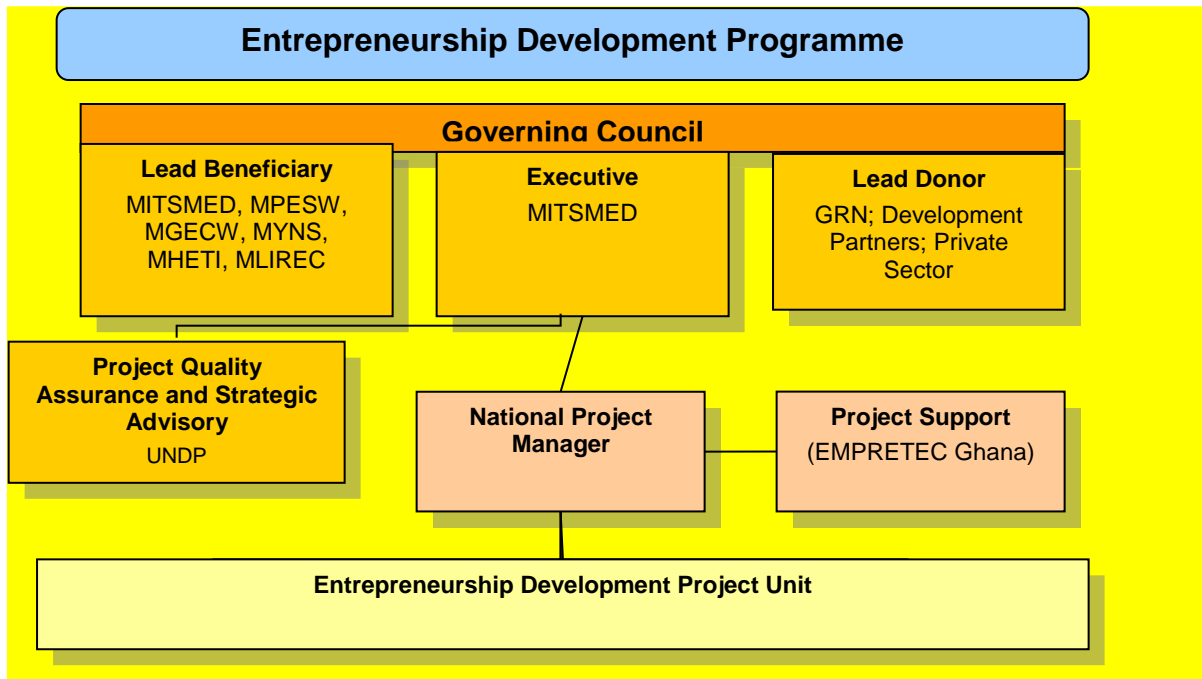 Entrepreneurship Development Programme
Governing Council
Lead Beneficiary
MITSMED, MPESW,
MGECW, MYNS,
MHETI, MLIREC
Executive
MITSMED
Lead Donor
GRN; Development
Partners; Private
Sector
Project Quality
Assurance and Strategic
Advisory
UNDP
National Project
Manager
Project Support
(EMPRETEC Ghana)
Entrepreneurship Development Project Unit